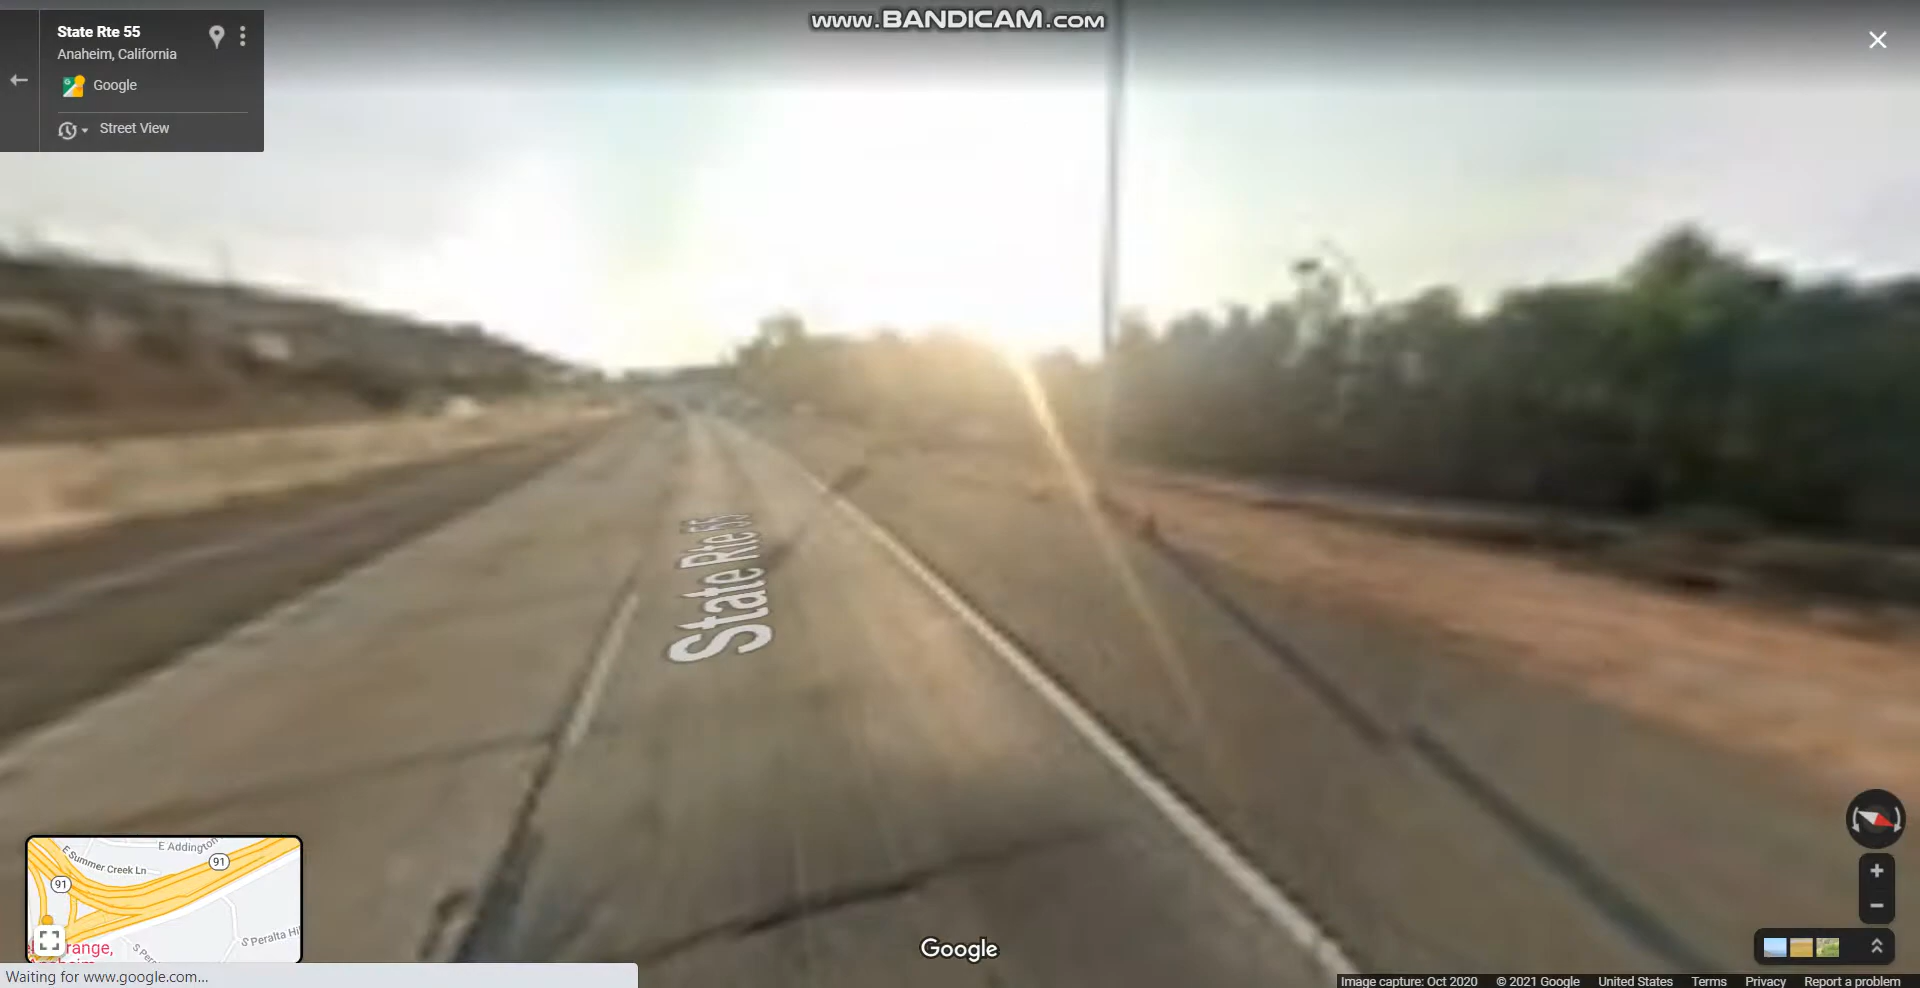 www.BANDICAM.com
State Rte 55
Anaheim, California
Google
Street View
State Rte 55
E Addington
91
E Summer Creek Ln
91
S Peralta Hi
range,
S Per
Google
Waiting for www.google.com...
Image capture: Oct 2020 © 2021 Google United States Terms Privacy Report a problem